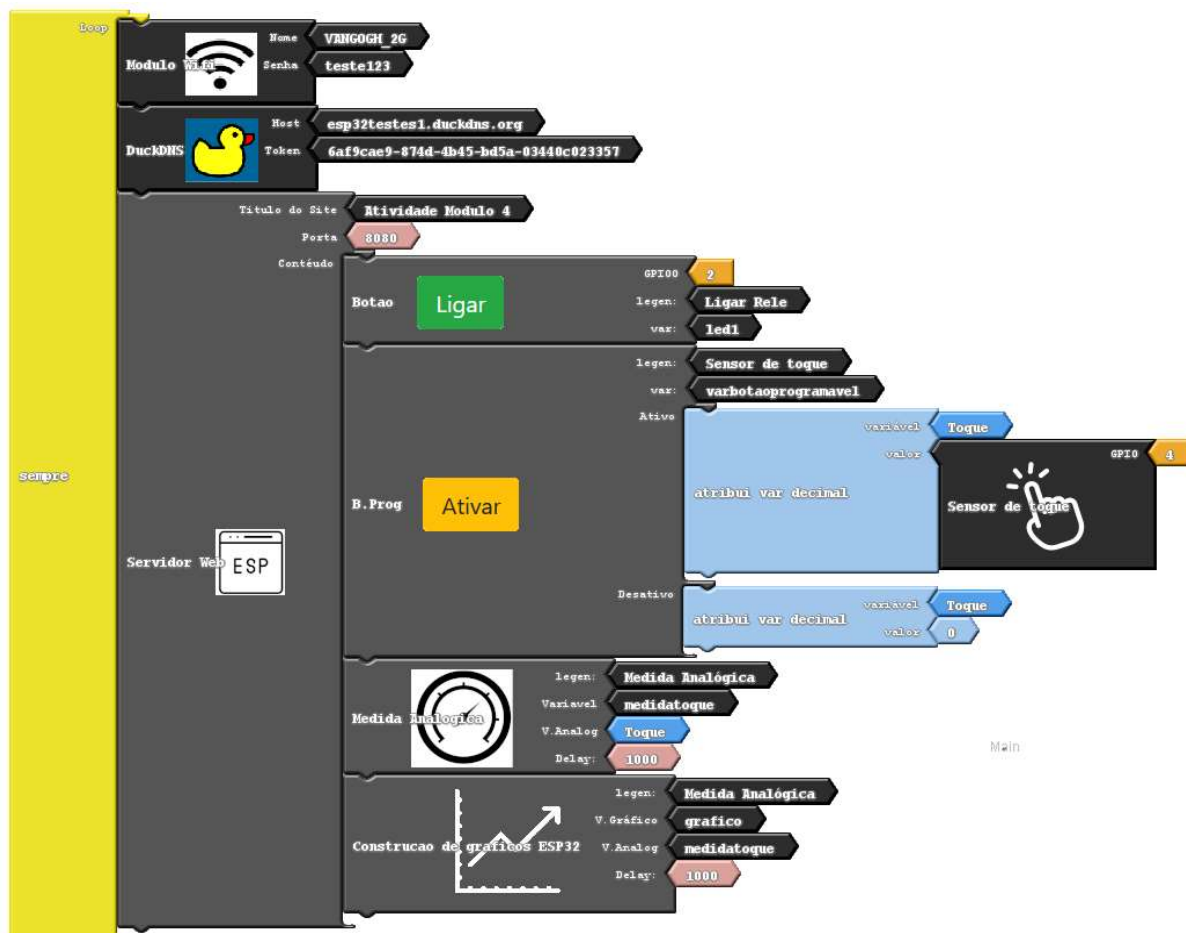 Loop
Modulo Wifi
Nome VANGOGH_2G
Senha teste123
DuckDNS
Host esp32testes1.duckdns.org
Token 6af9cae9-874d-4b45-bd5a-03440c023357
sempre
Servidor Web
ESP
Titulo do Site Atividade Modulo 4
Porta 8080
Contéudo
Botao
Ligar
GPIOO 2
legen: Ligar Rele
var: led1
B.Prog
Ativar
legen: Sensor de toque
var: varbotaoprogramavel
Ativo
atribui var decimal
variável Toque
valor
Sensor de toque
GPIO 4
Desativo
atribui var decimal
variável Toque
valor 0
Medida Analogica
legen: Medida Analógica
Variavel medidatoque
V.Analog Toque
Delay: 1000
Main
Construcao de graficos ESP32
legen: Medida Analógica
V.Gráfico grafico
V.Analog medidatoque
Delay: 1000